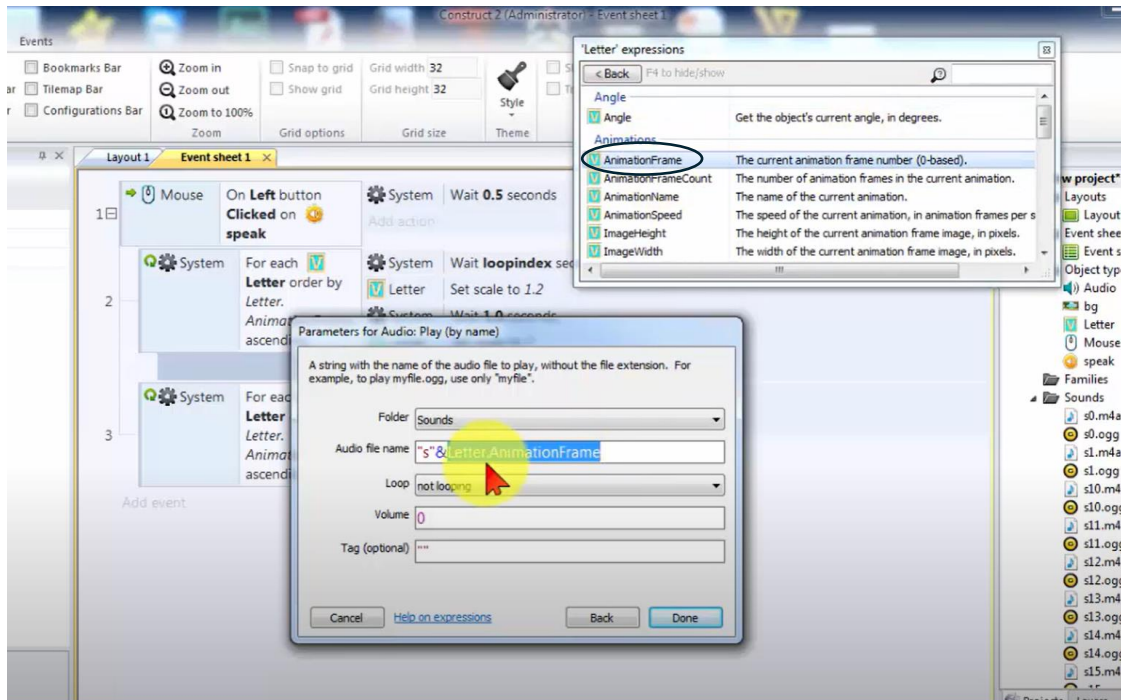 Construct 2 (Administrator) - Event sheet 1
Events
Bookmarks Bar
Tilemap Bar
Configurations Bar
Zoom in
Zoom out
Zoom to 100%
Zoom
Snap to grid
Show grid
Grid options
Grid width 32
Grid height 32
Grid size
Style
Theme
'Letter' expressions
< Back
F4 to hide/show
Angle
Angle Get the object's current angle, in degrees.
Animations
AnimationFrame The current animation frame number (0-based).
AnimationFrameCount The number of animation frames in the current animation.
AnimationName The name of the current animation.
AnimationSpeed The speed of the current animation, in animation frames per s
ImageHeight The height of the current animation frame image, in pixels.
ImageWidth The width of the current animation frame image, in pixels.
Layout 1
Event sheet 1
1
Mouse
On Left button
Clicked on
speak
System Wait 0.5 seconds
Add action
2
System
For each
Letter order by
Letter.
ascendi
System Wait loopindex sec
Letter Set scale to 1.2
System Wait 1.0 seconds
3
System
For each
Letter
Letter.
Animat
ascendi
Add event
Parameters for Audio: Play (by name)
A string with the name of the audio file to play, without the file extension. For
example, to play myfile.ogg, use only "myfile".
Folder Sounds
Audio file name "s"&Letter.AnimationFrame
Loop not looping
Volume 0
Tag (optional) ""
Cancel
Help on expressions
Back
Done
w project*
Layouts
Layout
Event shee
Event s
Object typ
Audio
bg
Letter
Mouse
speak
Families
Sounds
s0.m4a
s0.ogg
s1.m4a
s1.ogg
s10.m4
s10.ogg
s11.m4
s11.ogg
s12.m4
s12.ogg
s13.m4
s13.ogg
s14.m4
s14.ogg
s15.m4